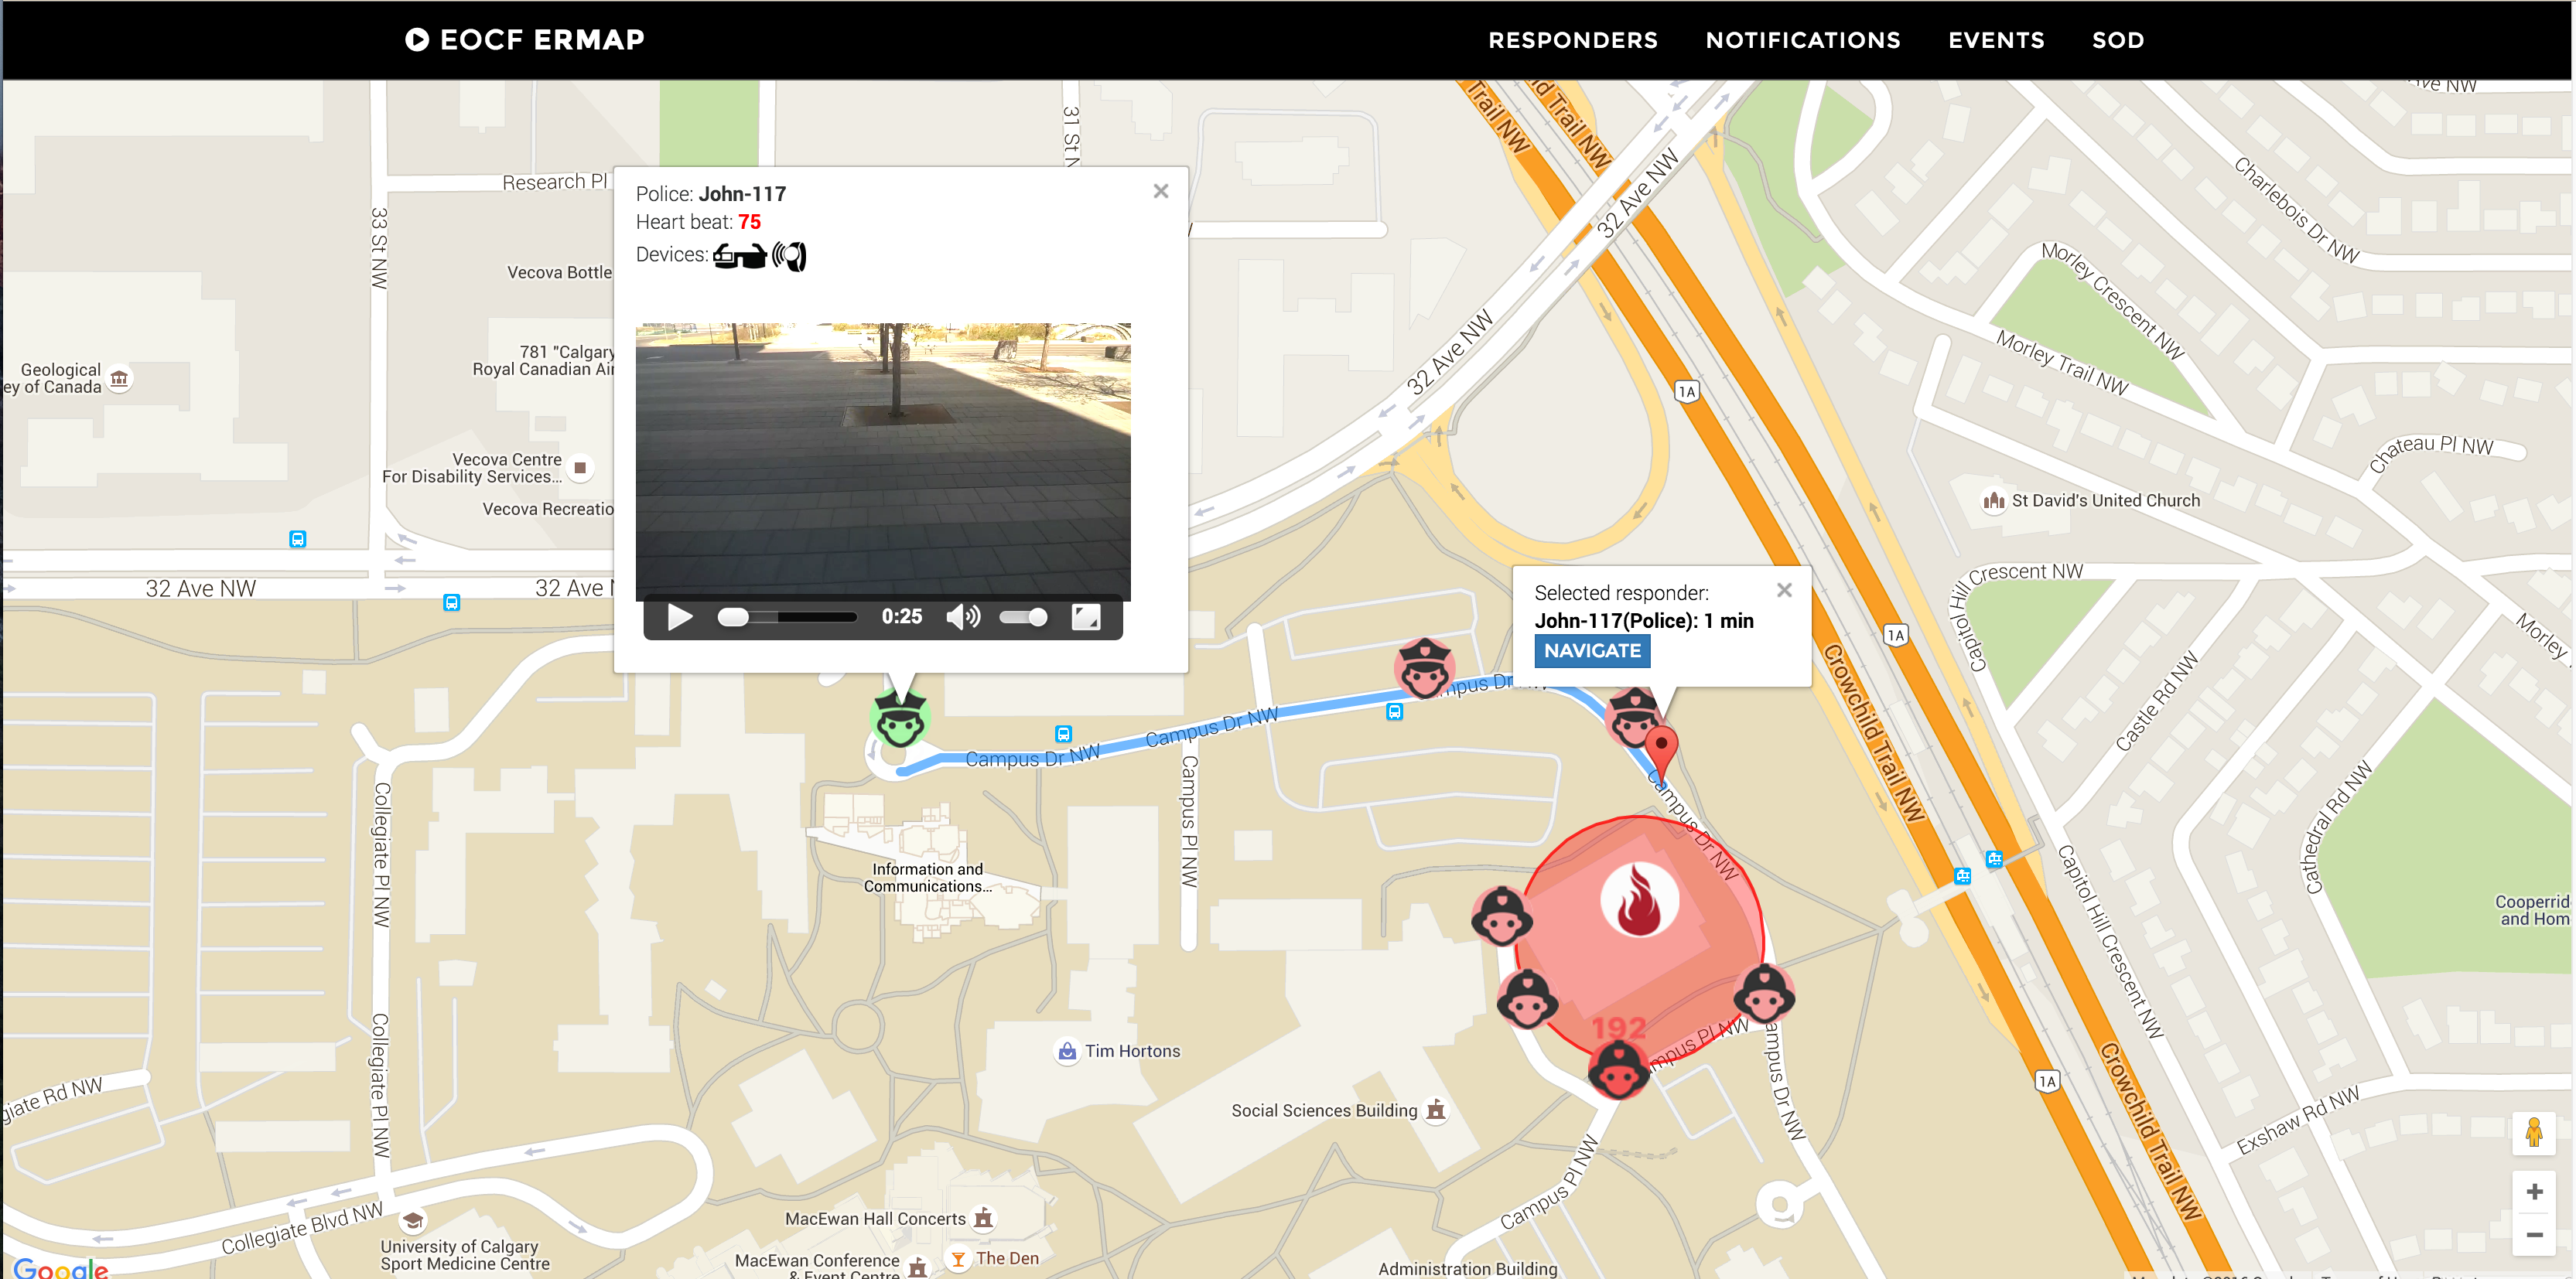 EOCF ERMAP
RESPONDERS
NOTIFICATIONS
EVENTS
SOD
Trail NW
Trail NW
Ave NW
31 St N
Research Pl
33 St NW
Police: John-117
Heart beat: 75
Devices:
32 Ave NW
Charlebois Dr NW
Morley Crescent NW
Vecova Bottle
781 "Calgary
Royal Canadian Air
Geological
ey of Canada
32 Ave NW
Morley Trail NW
1A
Vecova Centre
For Disability Services...
Vecova Recreatio
Chateau Pl NW
St David's United Church
32 Ave NW
32 Ave N
0:25
Selected responder:
John-117(Police): 1 min
NAVIGATE
Capitol Hill Crescent NW
1A
Morley
Castle Rd NW
Crowchild Trail NW
mpus Dr
Campus Dr NW
Campus Dr NW
Campus Dr NW
Campus Pl NW
Collegiate Pl NW
Cathedral Rd NW
Information and
Communications...
Capitol Hill Crescent NW
Cooperrid
and Hom
192
mpus Pl NW
ampus Dr NW
Collegiate Pl NW
Tim Hortons
giate Rd NW
Social Sciences Building
1A
Crowchild Trail NW
Exshaw Rd NW
Campus Pl NW
Collegiate Blvd NW
MacEwan Hall Concerts
University of Calgary
Sport Medicine Centre
MacEwan Conference
& Event Centre
The Den
Administration Building
Google